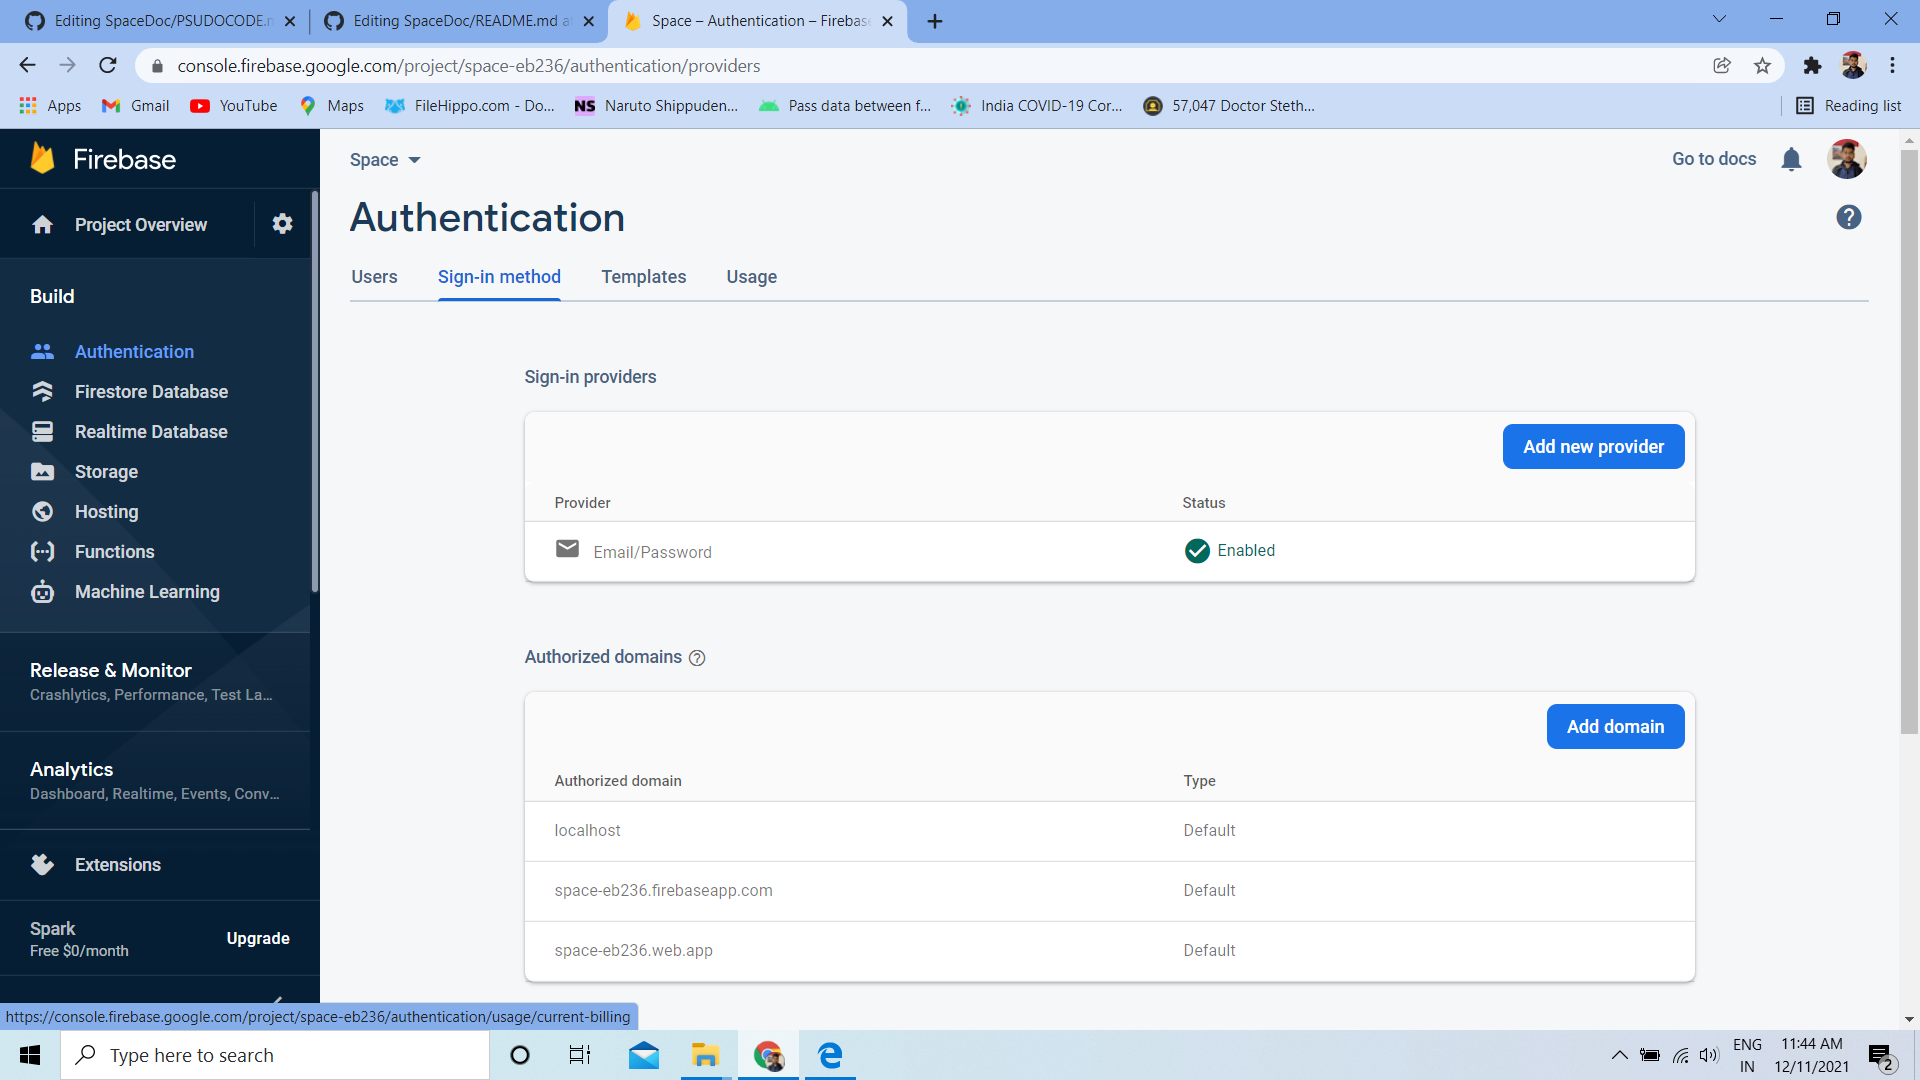 Editing SpaceDoc/PSUDOCODE.m
Editing SpaceDoc/README.md a
Space – Authentication – Firebas
console.firebase.google.com/project/space-eb236/authentication/providers
Apps
Gmail
YouTube
Maps
FileHippo.com - Do...
NS
Naruto Shippuden...
Pass data between f...
India COVID-19 Cor...
57,047 Doctor Steth...
Reading list
Firebase
Project Overview
Build
Authentication
Firestore Database
Realtime Database
Storage
Hosting
Functions
Machine Learning
Release & Monitor
Crashlytics, Performance, Test La...
Analytics
Dashboard, Realtime, Events, Conv...
Extensions
Spark
Free $0/month
Upgrade
Space
Go to docs
Authentication
Users
Sign-in method
Templates
Usage
Sign-in providers
Add new provider
Provider
Status
Email/Password
Enabled
Authorized domains
Add domain
Authorized domain
Type
localhost
Default
space-eb236.firebaseapp.com
Default
space-eb236.web.app
Default
https://console.firebase.google.com/project/space-eb236/authentication/usage/current-billing
Type here to search
ENG
IN
11:44 AM
12/11/2021
2